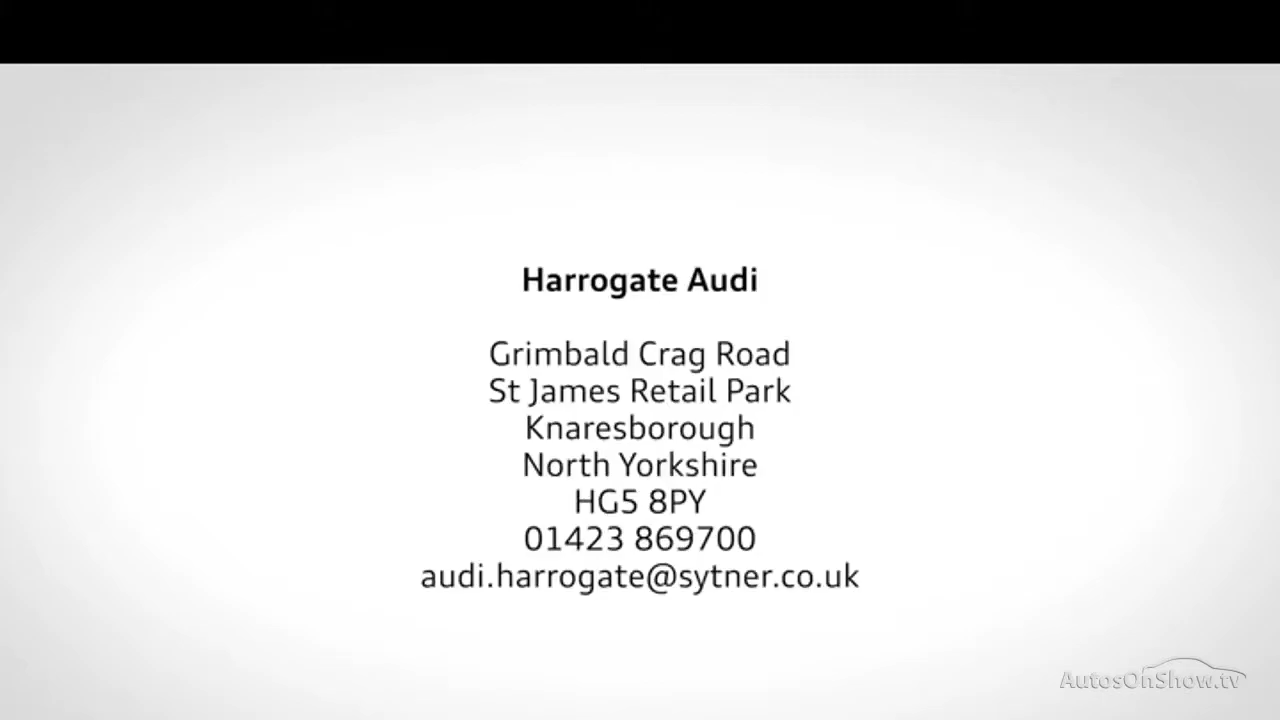 Harrogate Audi
Grimbald Crag Road
St James Retail Park
Knaresborough
North Yorkshire
HG5 8PY
01423 869700
audi.harrogate@sytner.co.uk
AutosOnShow.tv